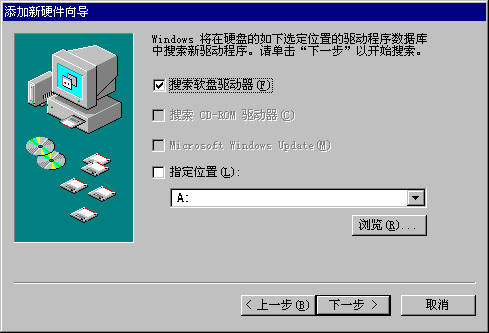 添加新硬件向导
Windows 将在硬盘的如下选定位置的驱动程序数据库
中搜索新驱动程序。请单击“下一步”以开始搜索。
搜索软盘驱动器(F)
搜索 CD-ROM 驱动器(C)
Microsoft Windows Update(M)
指定位置(L):
A:
浏览(R)...
< 上一步(B)
下一步 >
取消